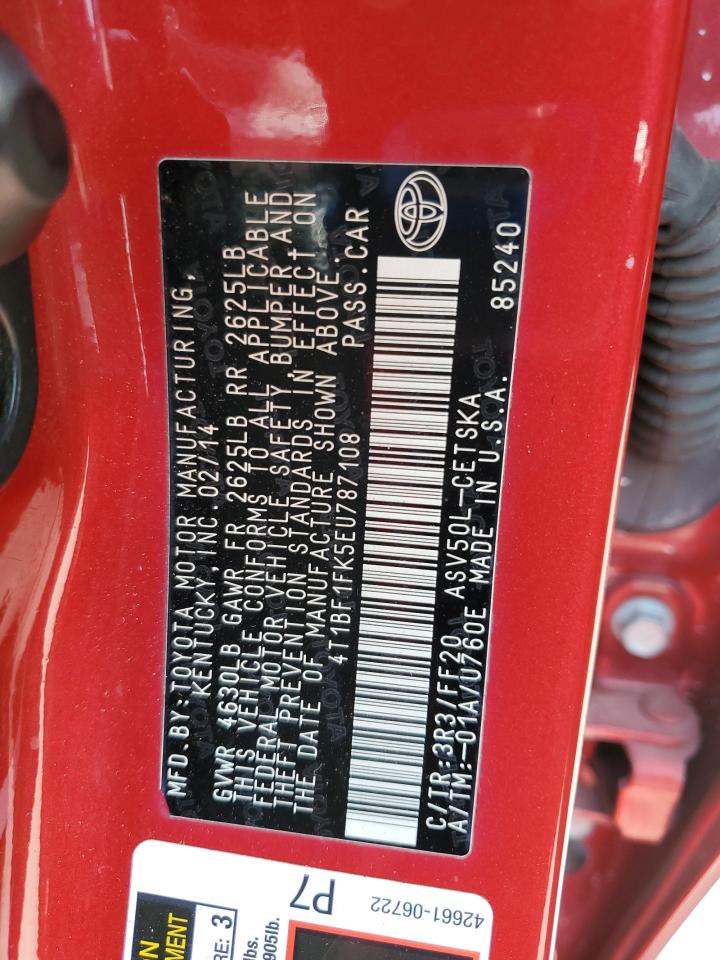 MFD.BY:TOYOTA MOTOR MANUFACTURING,
KENTUCKY,INC.02/14
GVWR 4630LB GAWR FR 2625LB RR 2625LB
THIS VEHICLE CONFORMS TO ALL APPLICABLE
FEDERAL MOTOR VEHICLE SAFETY,BUMPER AND
THEFT PREVENTION STANDARDS IN EFFECT ON
THE DATE OF MANUFACTURE SHOWN ABOVE.
4T1BF1FK5EU787108 PASS.CAR
C/TR:3R3/FF20 ASV50L-CETSKA
A/TM:-01A/U760E MADE IN U.S.A. 85240
P7
42661-06722
3
lbs.
905lb.